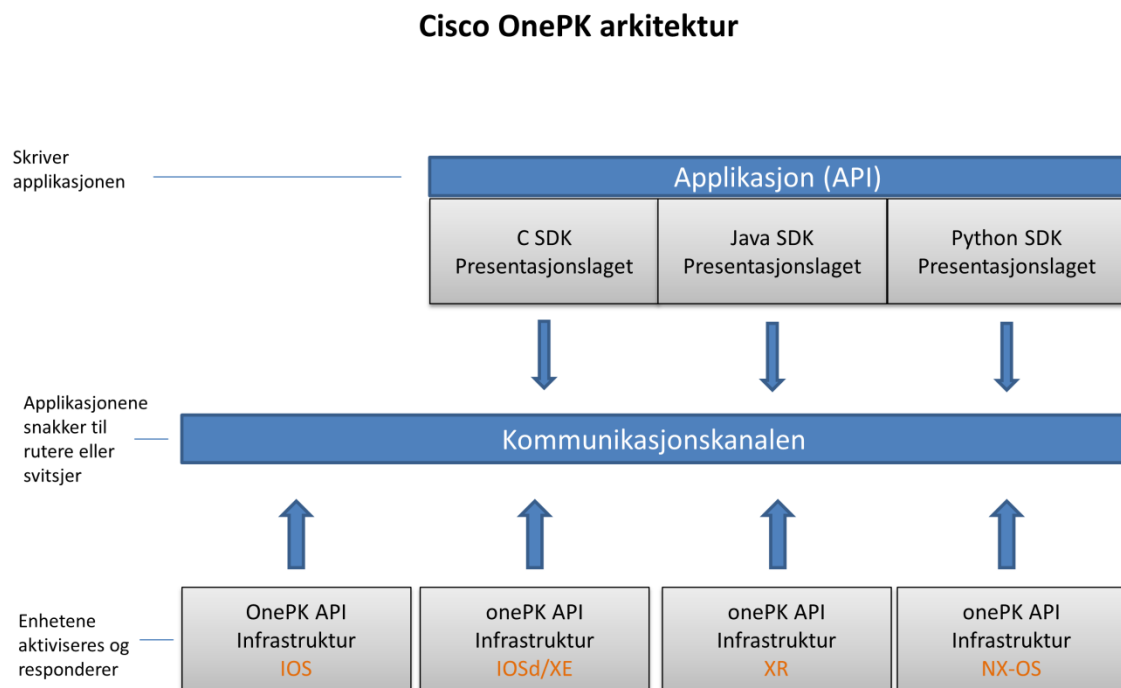 Cisco OnePK arkitektur
Skriver
applikasjonen
Applikasjon (API)
C SDK
Presentasjonslaget
Java SDK
Presentasjonslaget
Python SDK
Presentasjonslaget
Applikasjonene
snakker til
rutere eller
svitsjer
Kommunikasjonskanalen
Enhetene
aktiviseres og
responderer
OnePK API
Infrastruktur
IOS
onePK API
Infrastruktur
IOSd/XE
onePK API
Infrastruktur
XR
onePK API
Infrastruktur
NX-OS